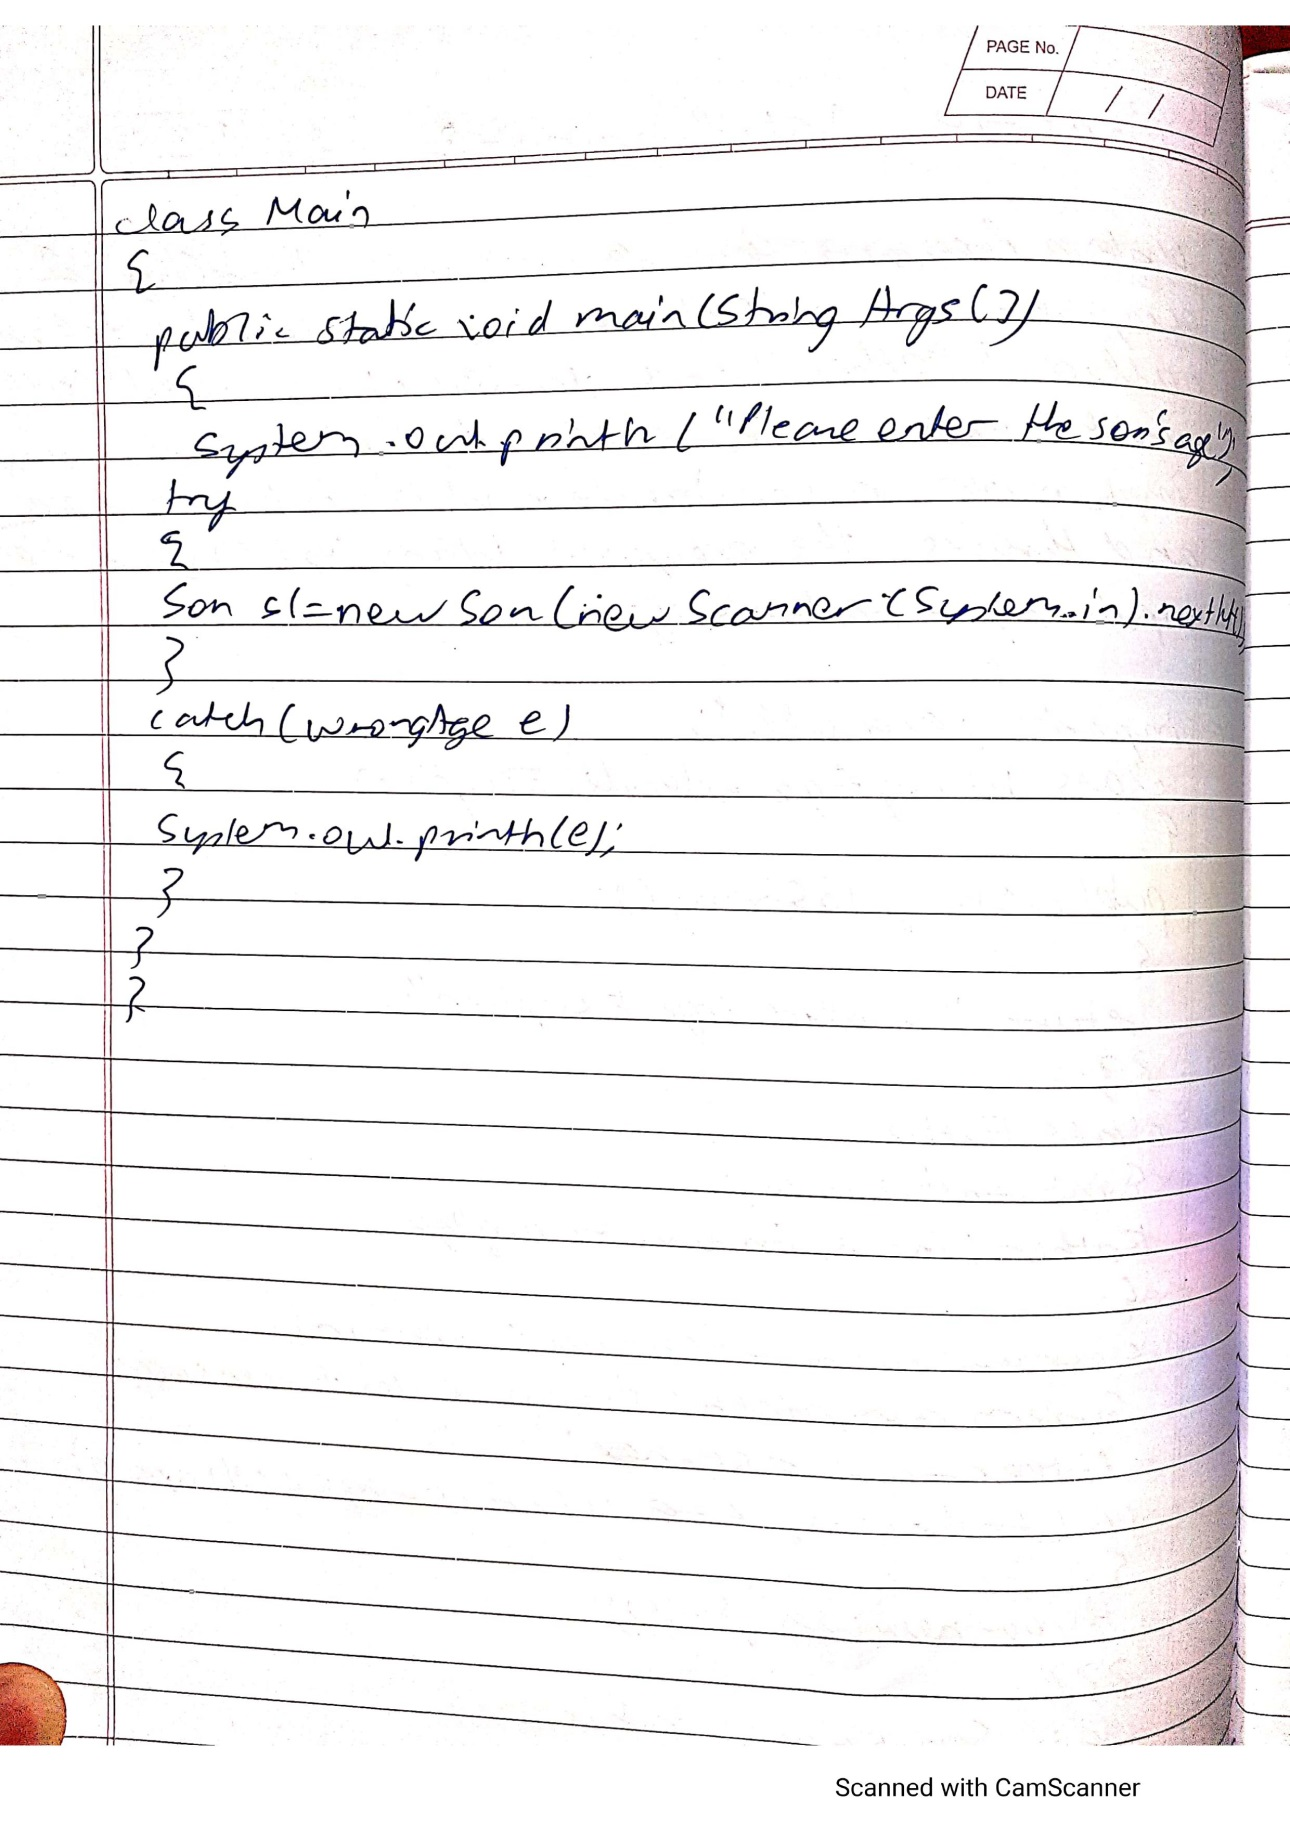 PAGE No.
DATE / /
class Main
{
public static void main(String Args[])
{
System.out.println("Please enter the son's age");
try
{
Son s1=new Son(new Scanner(System.in).nextInt());
}
catch(WrongAge e)
{
System.out.println(e);
}
}
}
Scanned with CamScanner